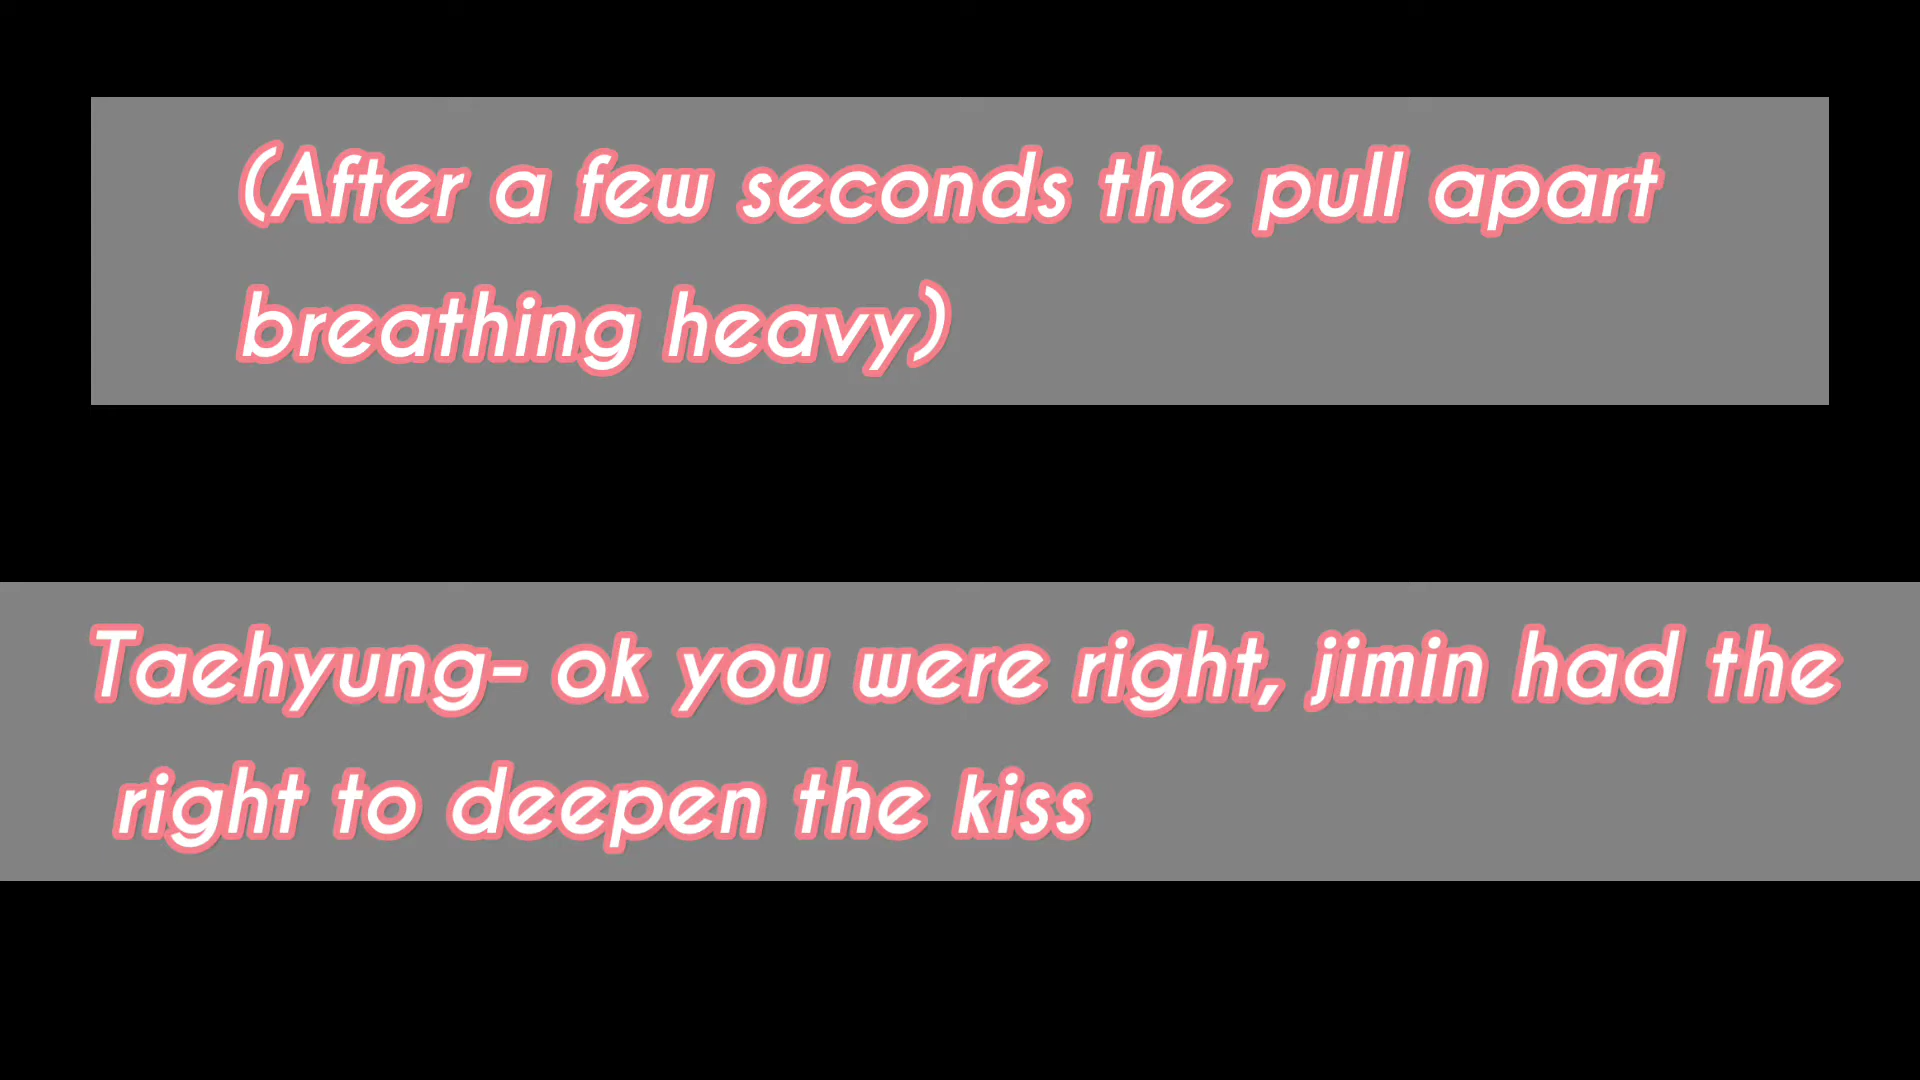 (After a few seconds the pull apart
breathing heavy)
Taehyung- ok you were right, jimin had the
right to deepen the kiss